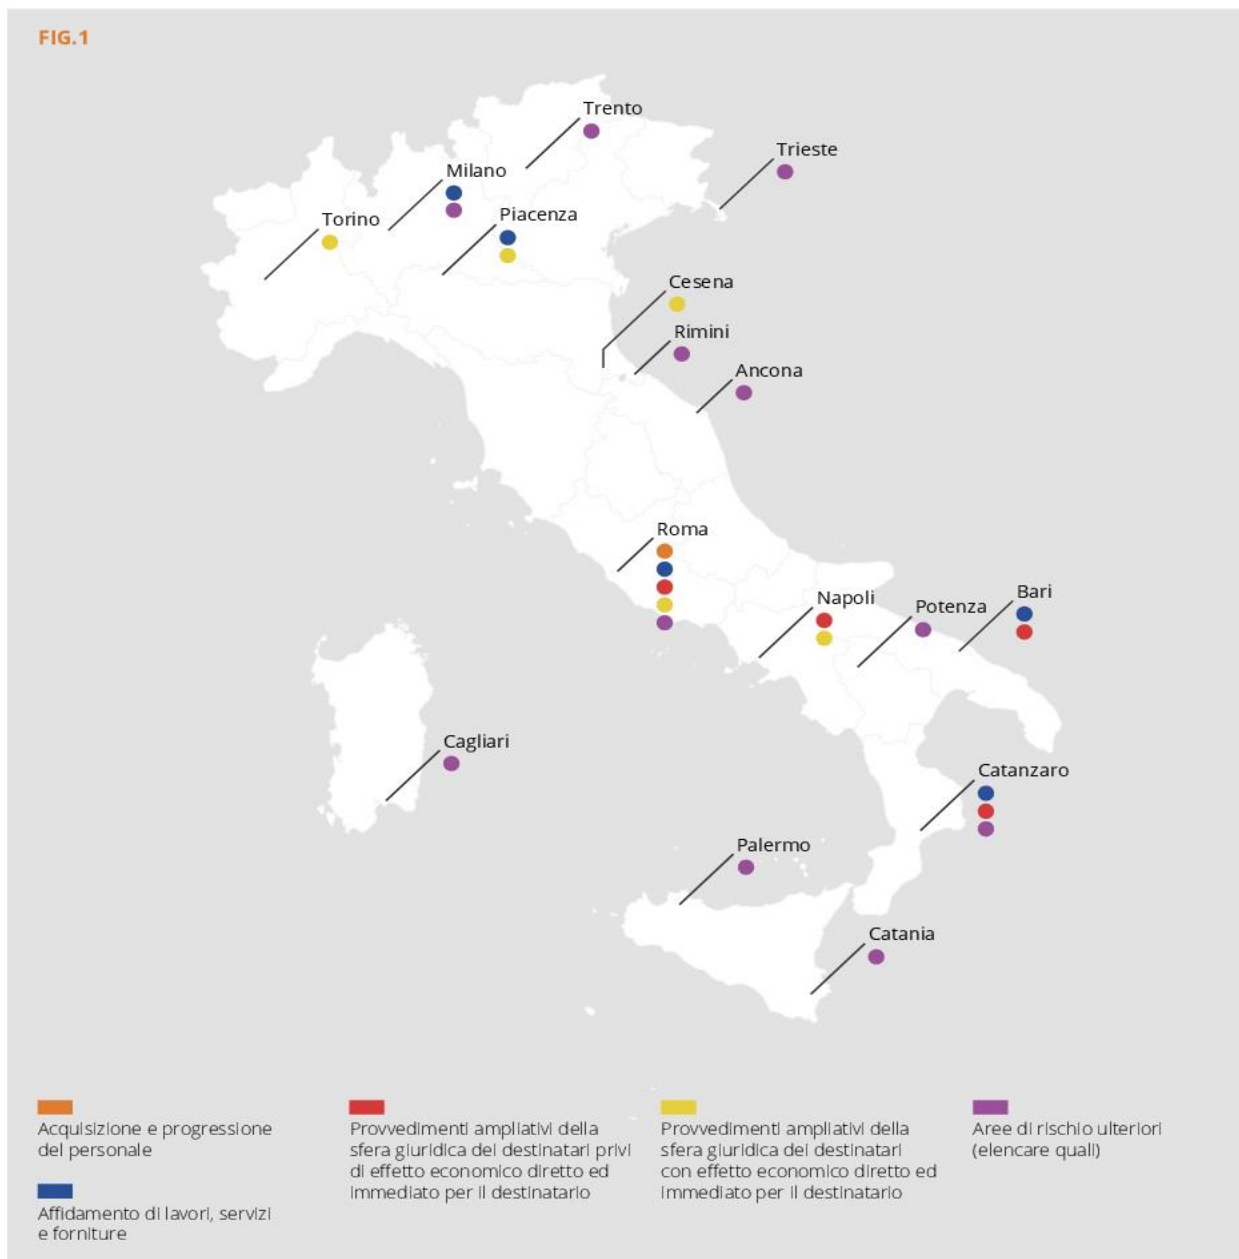 FIG.1
Trento
Trieste
Milano
Piacenza
Torino
Cesena
Rimini
Ancona
Roma
Napoli
Potenza
Bari
Cagliari
Catanzaro
Palermo
Catania
Acquisizione e progressione
del personale
Affidamento di lavori, servizi
e forniture
Provvedimenti ampliativi della
sfera giuridica dei destinatari privi
di effetto economico diretto ed
immediato per il destinatario
Provvedimenti ampliativi della
sfera giuridica dei destinatari
con effetto economico diretto ed
immediato per il destinatario
Aree di rischio ulteriori
(elencare quali)